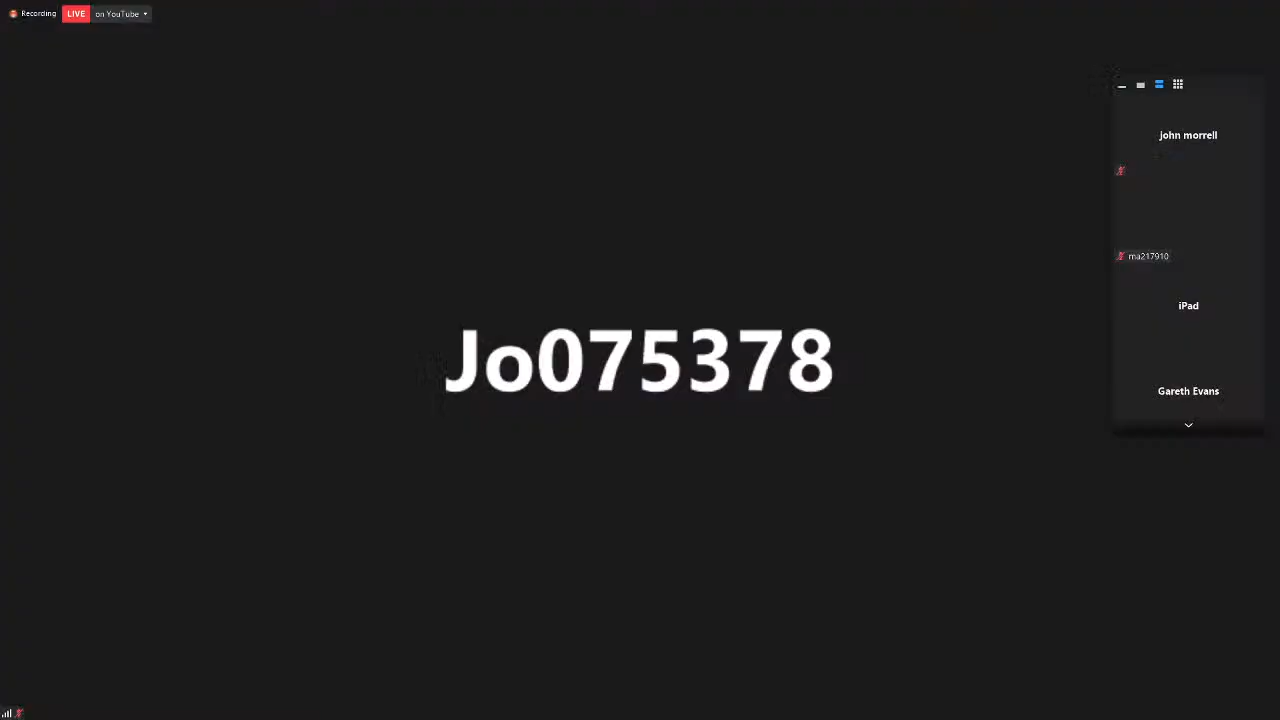 Recording LIVE on YouTube
john morrell
ma217910
iPad
Gareth Evans
Jo075378